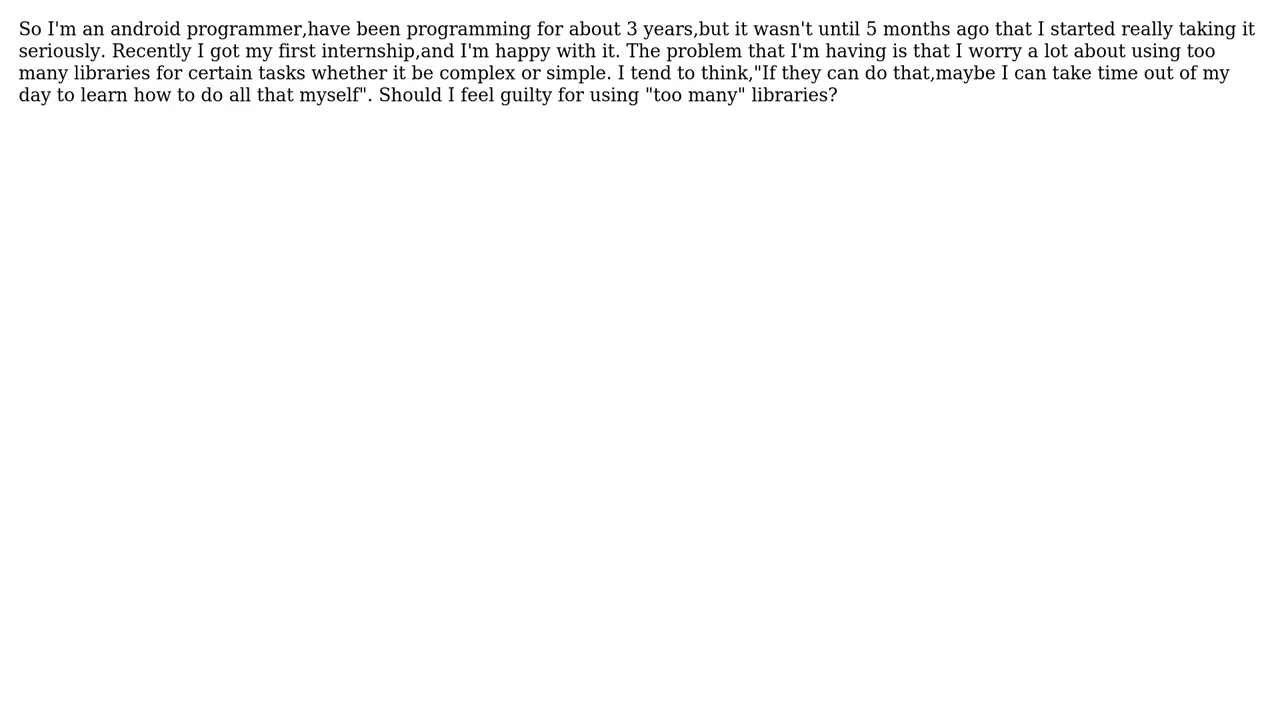 So I'm an android programmer,have been programming for about 3 years,but it wasn't until 5 months ago that I started really taking it
seriously. Recently I got my first internship,and I'm happy with it. The problem that I'm having is that I worry a lot about using too
many libraries for certain tasks whether it be complex or simple. I tend to think,"If they can do that,maybe I can take time out of my
day to learn how to do all that myself". Should I feel guilty for using "too many" libraries?